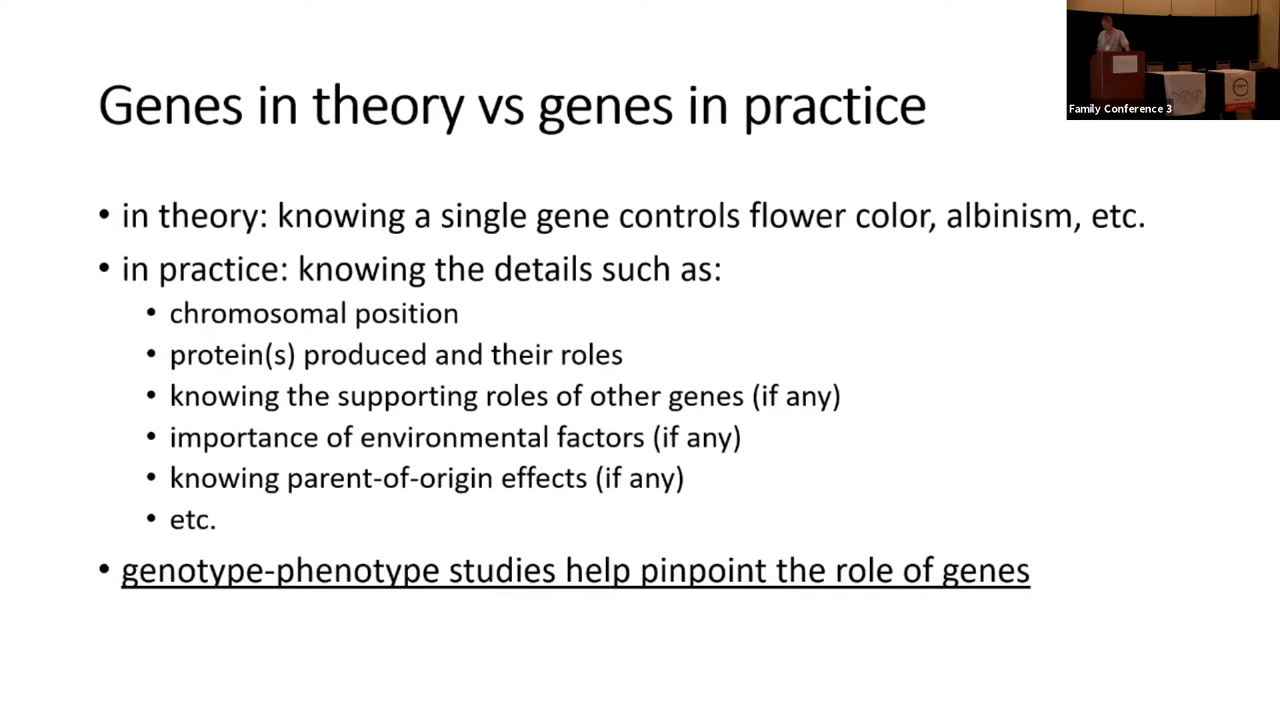 Family Conference 3
Genes in theory vs genes in practice
• in theory: knowing a single gene controls flower color, albinism, etc.
• in practice: knowing the details such as:
• chromosomal position
• protein(s) produced and their roles
• knowing the supporting roles of other genes (if any)
• importance of environmental factors (if any)
• knowing parent-of-origin effects (if any)
• etc.
• genotype-phenotype studies help pinpoint the role of genes